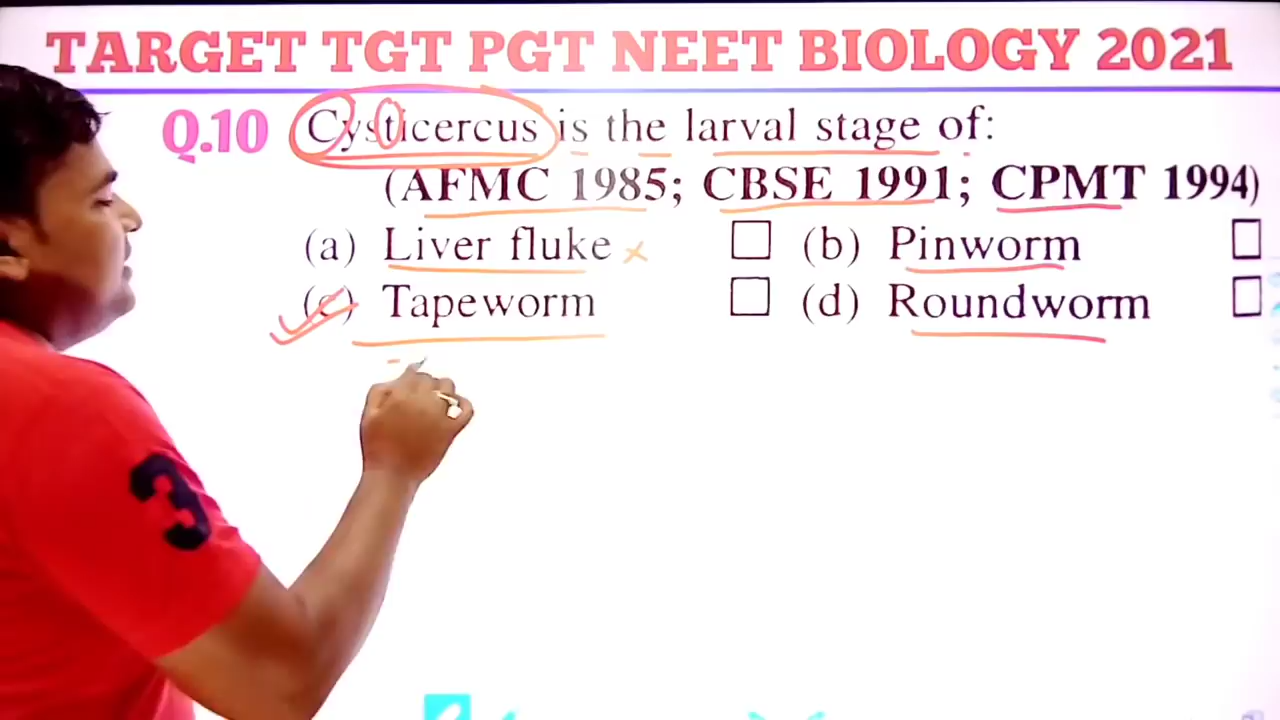 TARGET TGT PGT NEET BIOLOGY 2021
Q.10 Cysticercus is the larval stage of:
(AFMC 1985; CBSE 1991; CPMT 1994)
(a) Liver fluke × (b) Pinworm
(c) Tapeworm (d) Roundworm
3